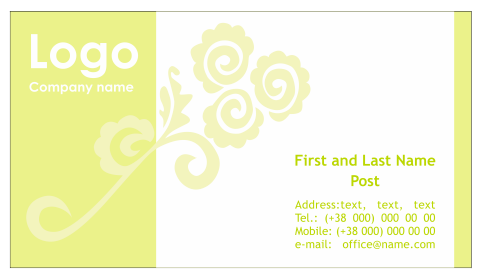 Logo
Company name
First and Last Name
Post
Address:text, text, text
Tel.: (+38 000) 000 00 00
Mobile: (+38 000) 000 00 00
e-mail: office@name.com